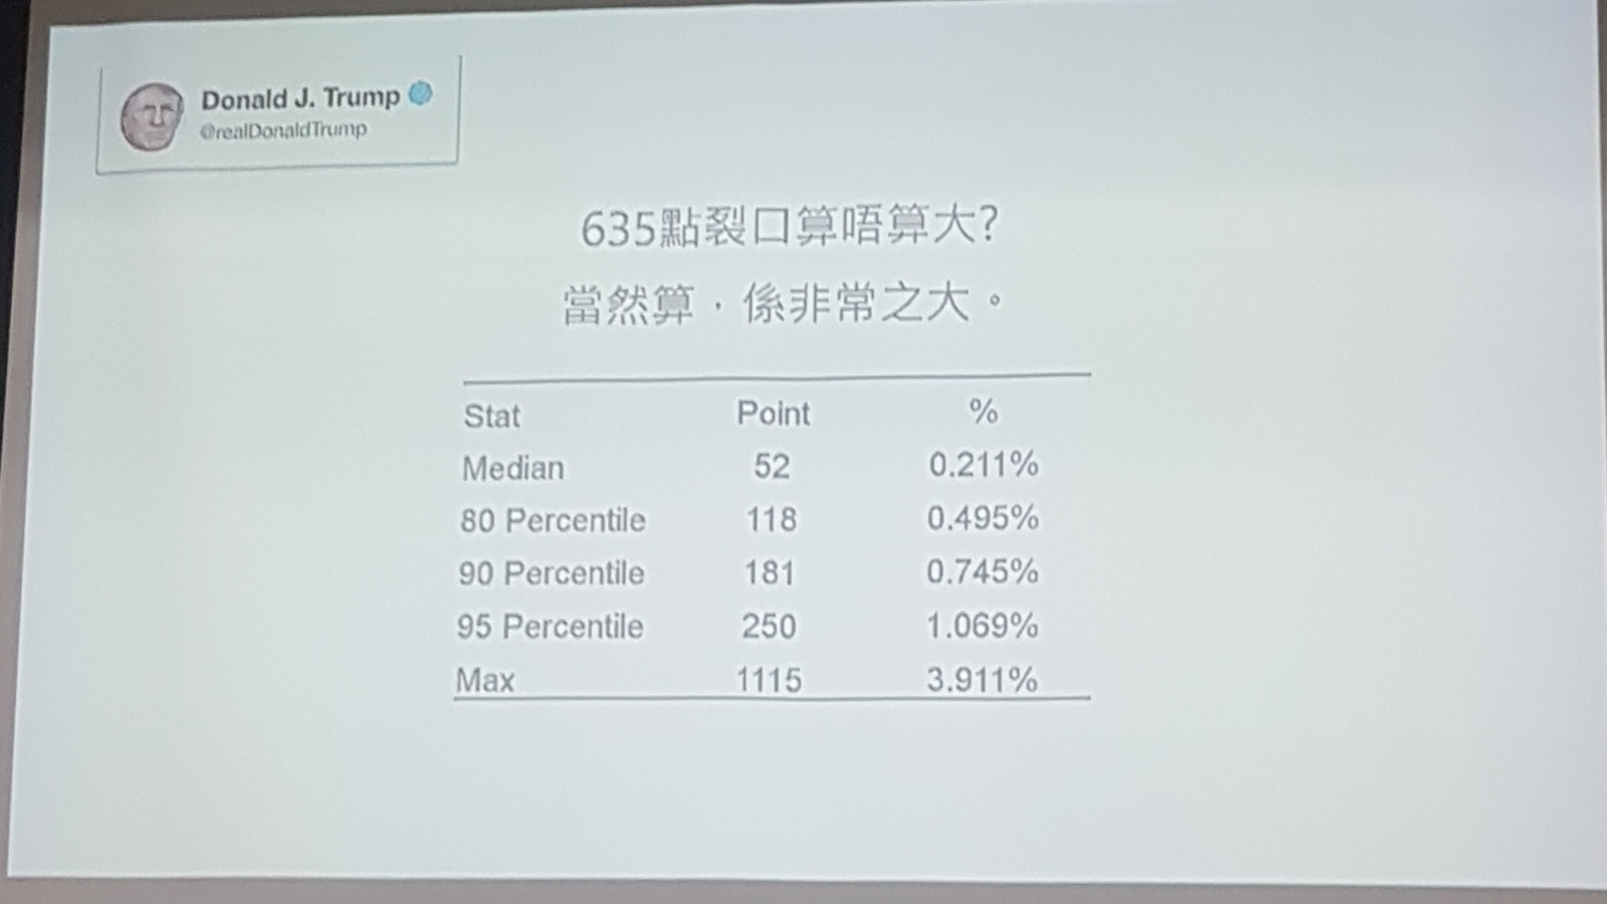 Donald J. Trump
@realDonaldTrump
635點裂口算唔算大?
當然算，係非常之大。
Stat Point %
Median 52 0.211%
80 Percentile 118 0.495%
90 Percentile 181 0.745%
95 Percentile 250 1.069%
Max 1115 3.911%